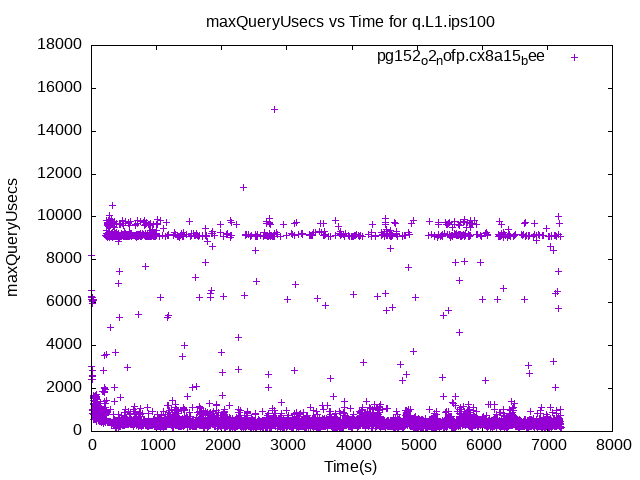 maxQueryUsecs vs Time for q.L1.ips100
pg152o2nofp.cx8a15bee
maxQueryUsecs
18000
16000
14000
12000
10000
8000
6000
4000
2000
0
0 1000 2000 3000 4000 5000 6000 7000 8000
Time(s)